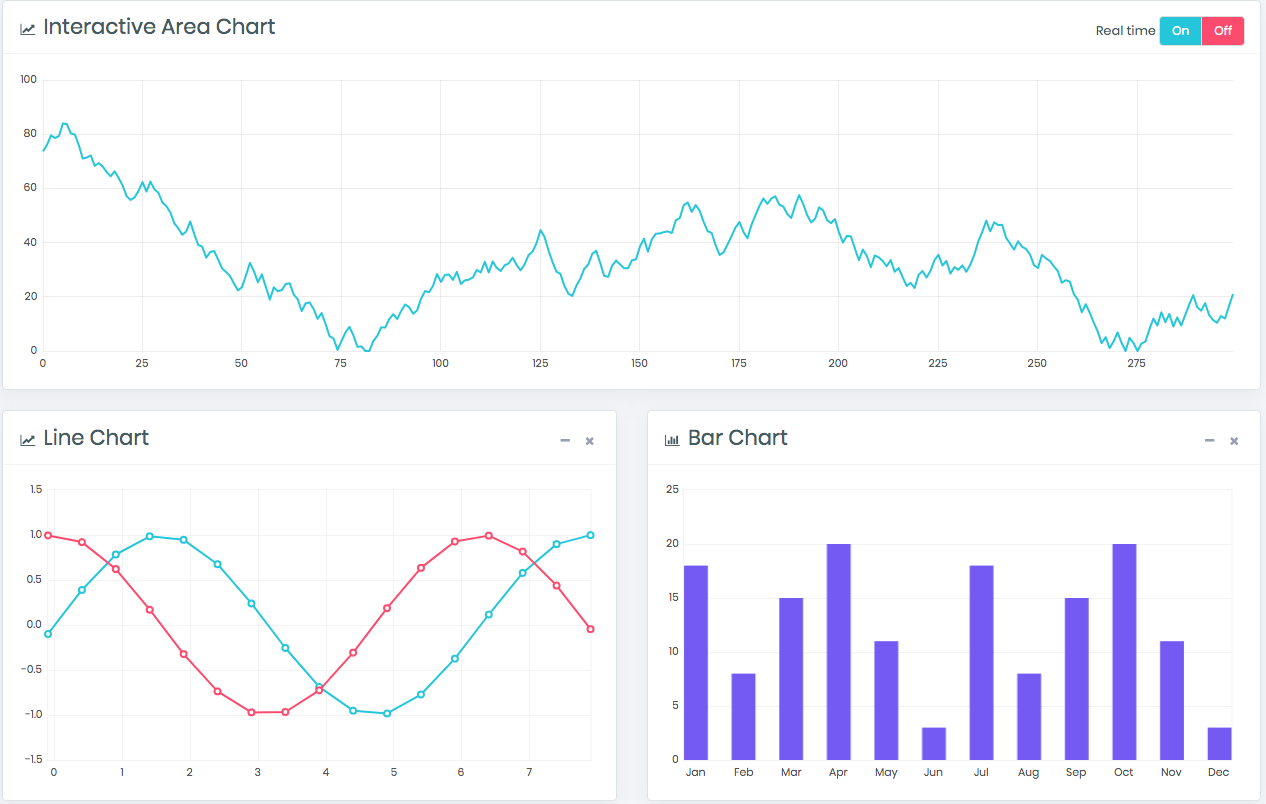 Interactive Area Chart
Real time On Off
100
80
60
40
20
0
0 25 50 75 100 125 150 175 200 225 250 275
Line Chart
1.5
1.0
0.5
0.0
−0.5
−1.0
−1.5
0 1 2 3 4 5 6 7
Bar Chart
25
20
15
10
5
0
Jan Feb Mar Apr May Jun Jul Aug Sep Oct Nov Dec